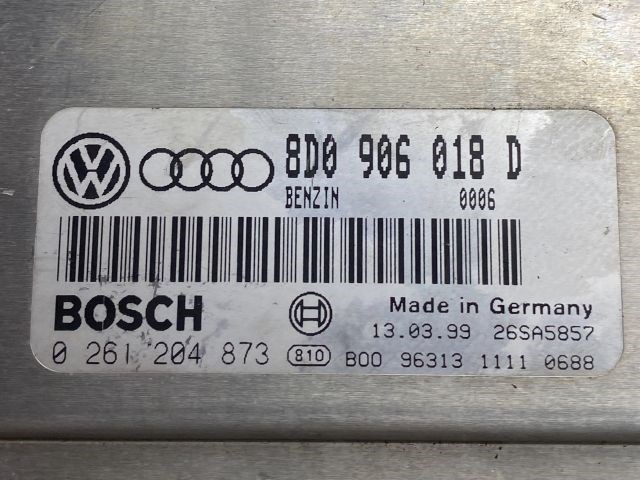 VW 8D0 906 018 D
BENZIN 0006
BOSCH Made in Germany
13.03.99 26SA5857
0 261 204 873 810 B00 96313 1111 0688